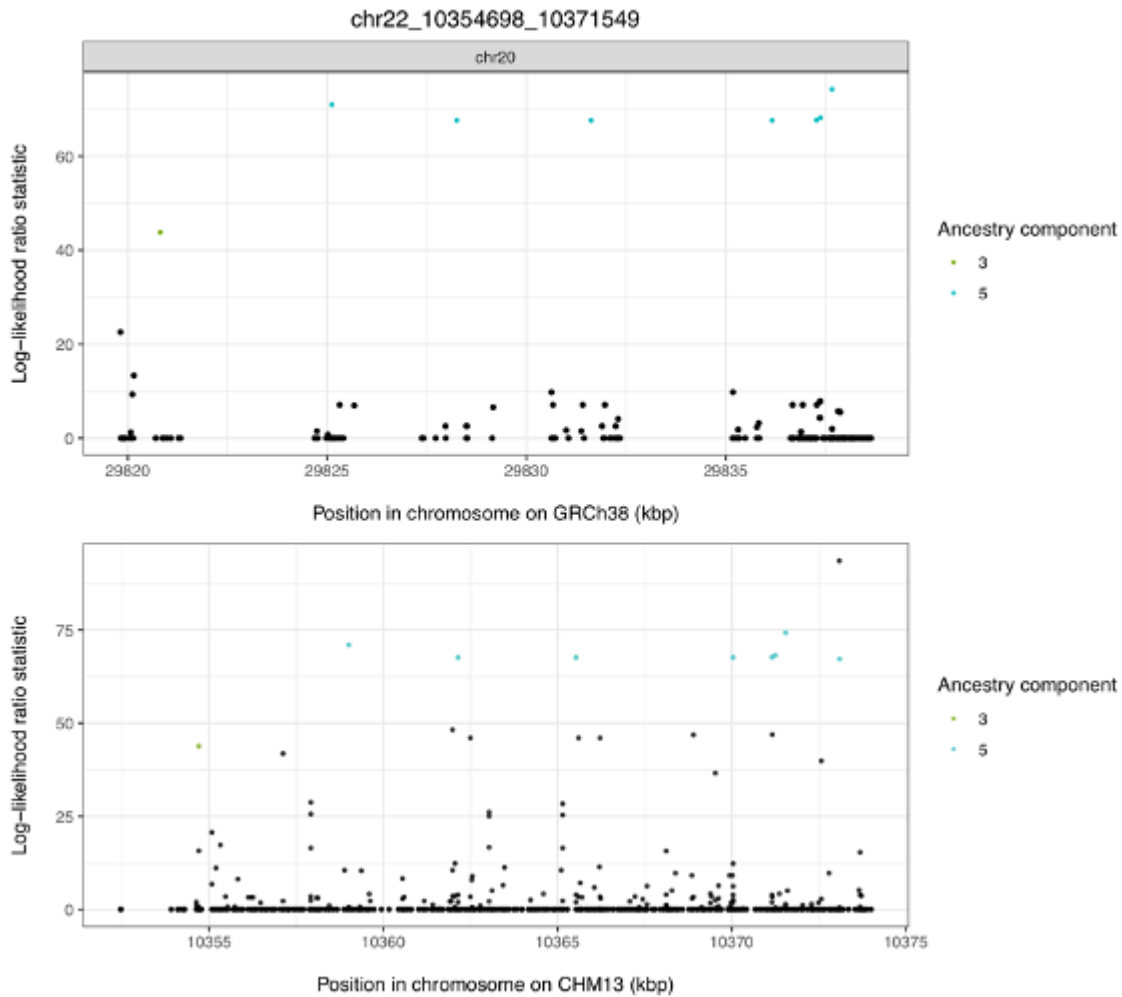 chr22_10354698_10371549
chr20
Log-likelihood ratio statistic
60
40
20
0
29820 29825 29830 29835
Position in chromosome on GRCh38 (kbp)
Ancestry component
3
5
Log-likelihood ratio statistic
75
50
25
0
10355 10360 10365 10370 10375
Position in chromosome on CHM13 (kbp)
Ancestry component
3
5